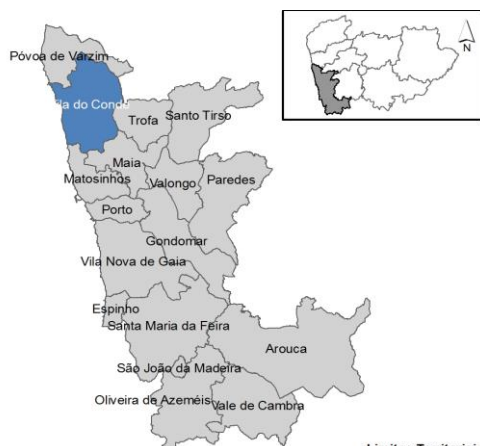 Póvoa de Varzim
N
Vila do Conde
Trofa
Santo Tirso
Maia
Matosinhos
Valongo
Paredes
Porto
Gondomar
Vila Nova de Gaia
Espinho
Santa Maria da Feira
Arouca
São João da Madeira
Oliveira de Azeméis
Vale de Cambra